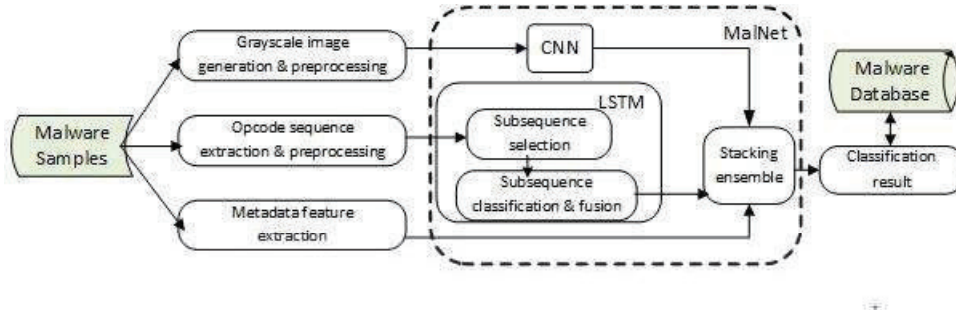 Grayscale image
generation & preprocessing
CNN
MalNet
Malware
Database
LSTM
Malware
Samples
Opcode sequence
extraction & preprocessing
Subsequence
selection
Stacking
ensemble
Classification
result
Subsequence
classification & fusion
Metadata feature
extraction